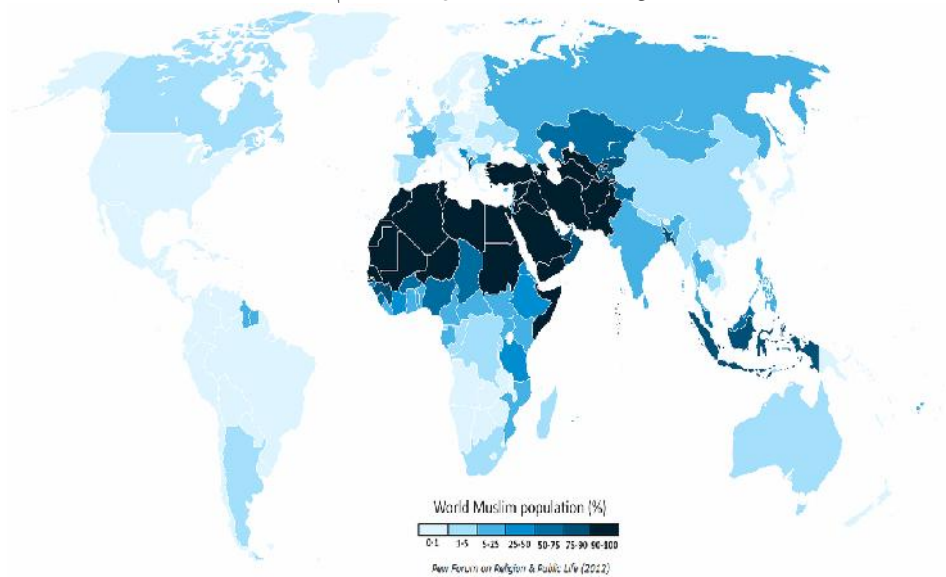 World Muslim population (%)
0-1 1-5 5-25 25-50 50-75 75-90 90-100
Pew Forum on Religion & Public Life (2012)